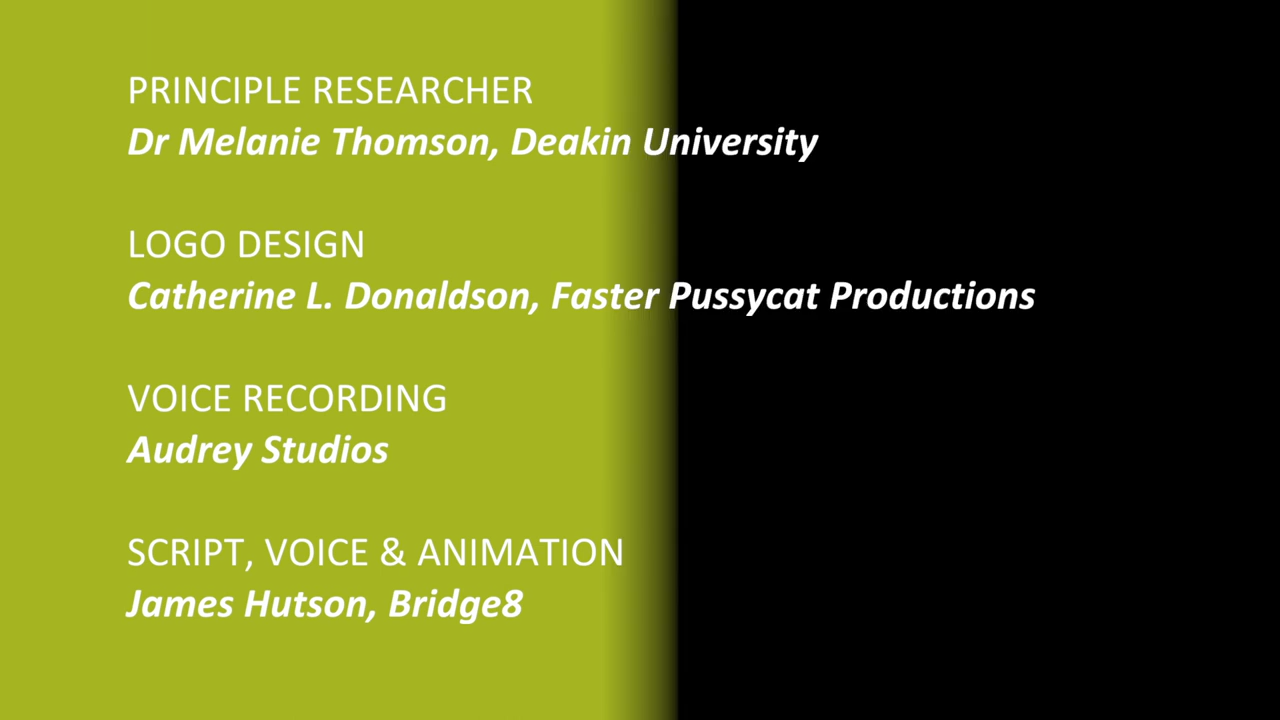 PRINCIPLE RESEARCHER
Dr Melanie Thomson, Deakin University
LOGO DESIGN
Catherine L. Donaldson, Faster Pussycat Productions
VOICE RECORDING
Audrey Studios
SCRIPT, VOICE & ANIMATION
James Hutson, Bridge8